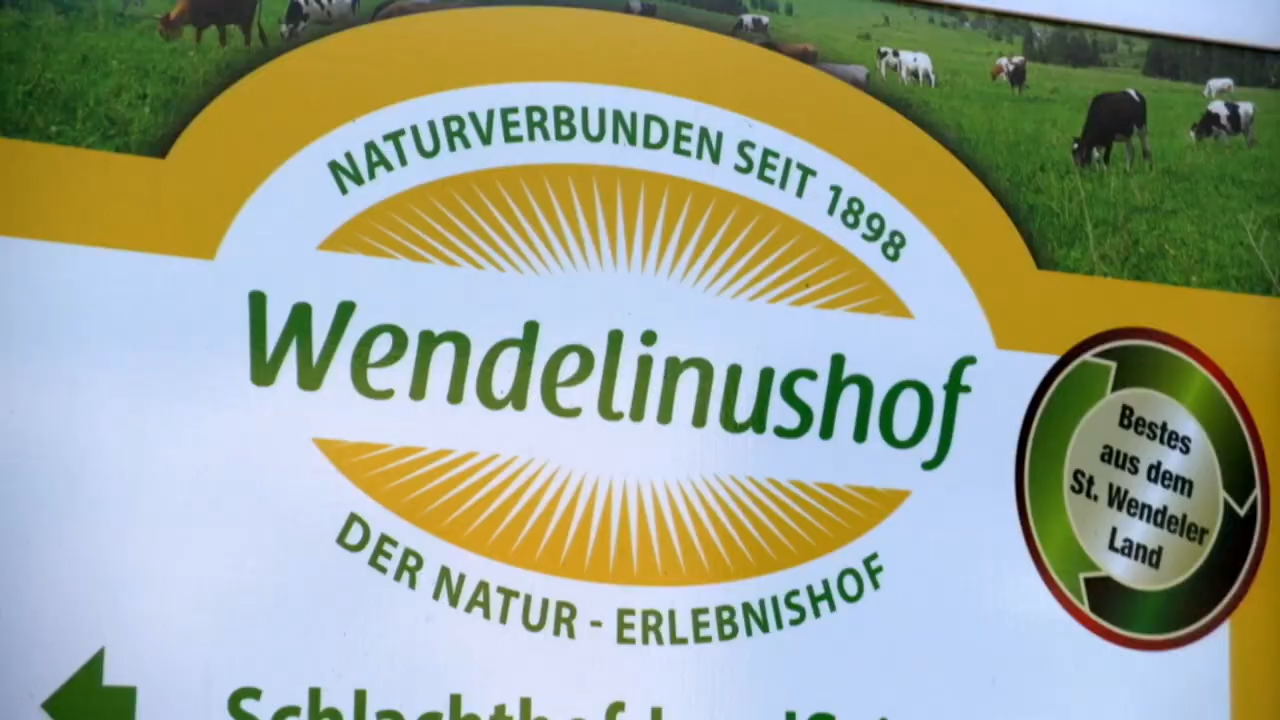 NATURVERBUNDEN SEIT 1898
Wendelinushof
DER NATUR - ERLEBNISHOF
Bestes
aus dem
St. Wendeler
Land